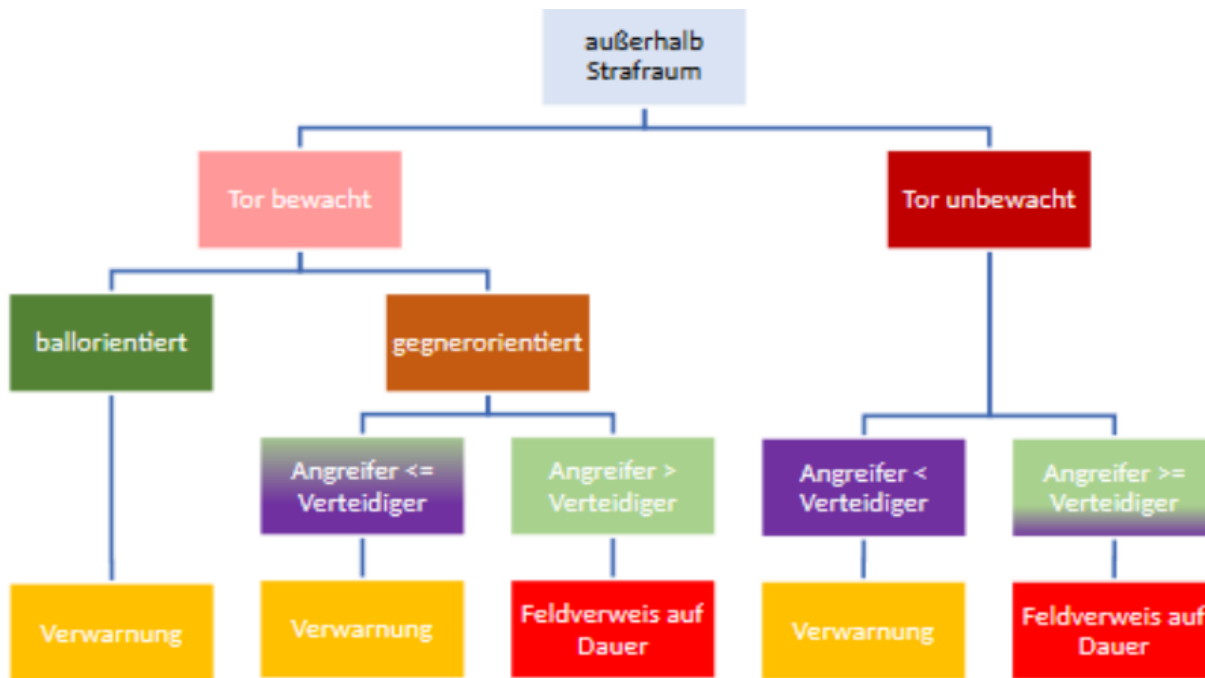 außerhalb
Strafraum
Tor bewacht
Tor unbewacht
ballorientiert
gegnerorientiert
Angreifer <=
Verteidiger
Angreifer >
Verteidiger
Angreifer <
Verteidiger
Angreifer >=
Verteidiger
Verwarnung
Verwarnung
Feldverweis auf
Dauer
Verwarnung
Feldverweis auf
Dauer